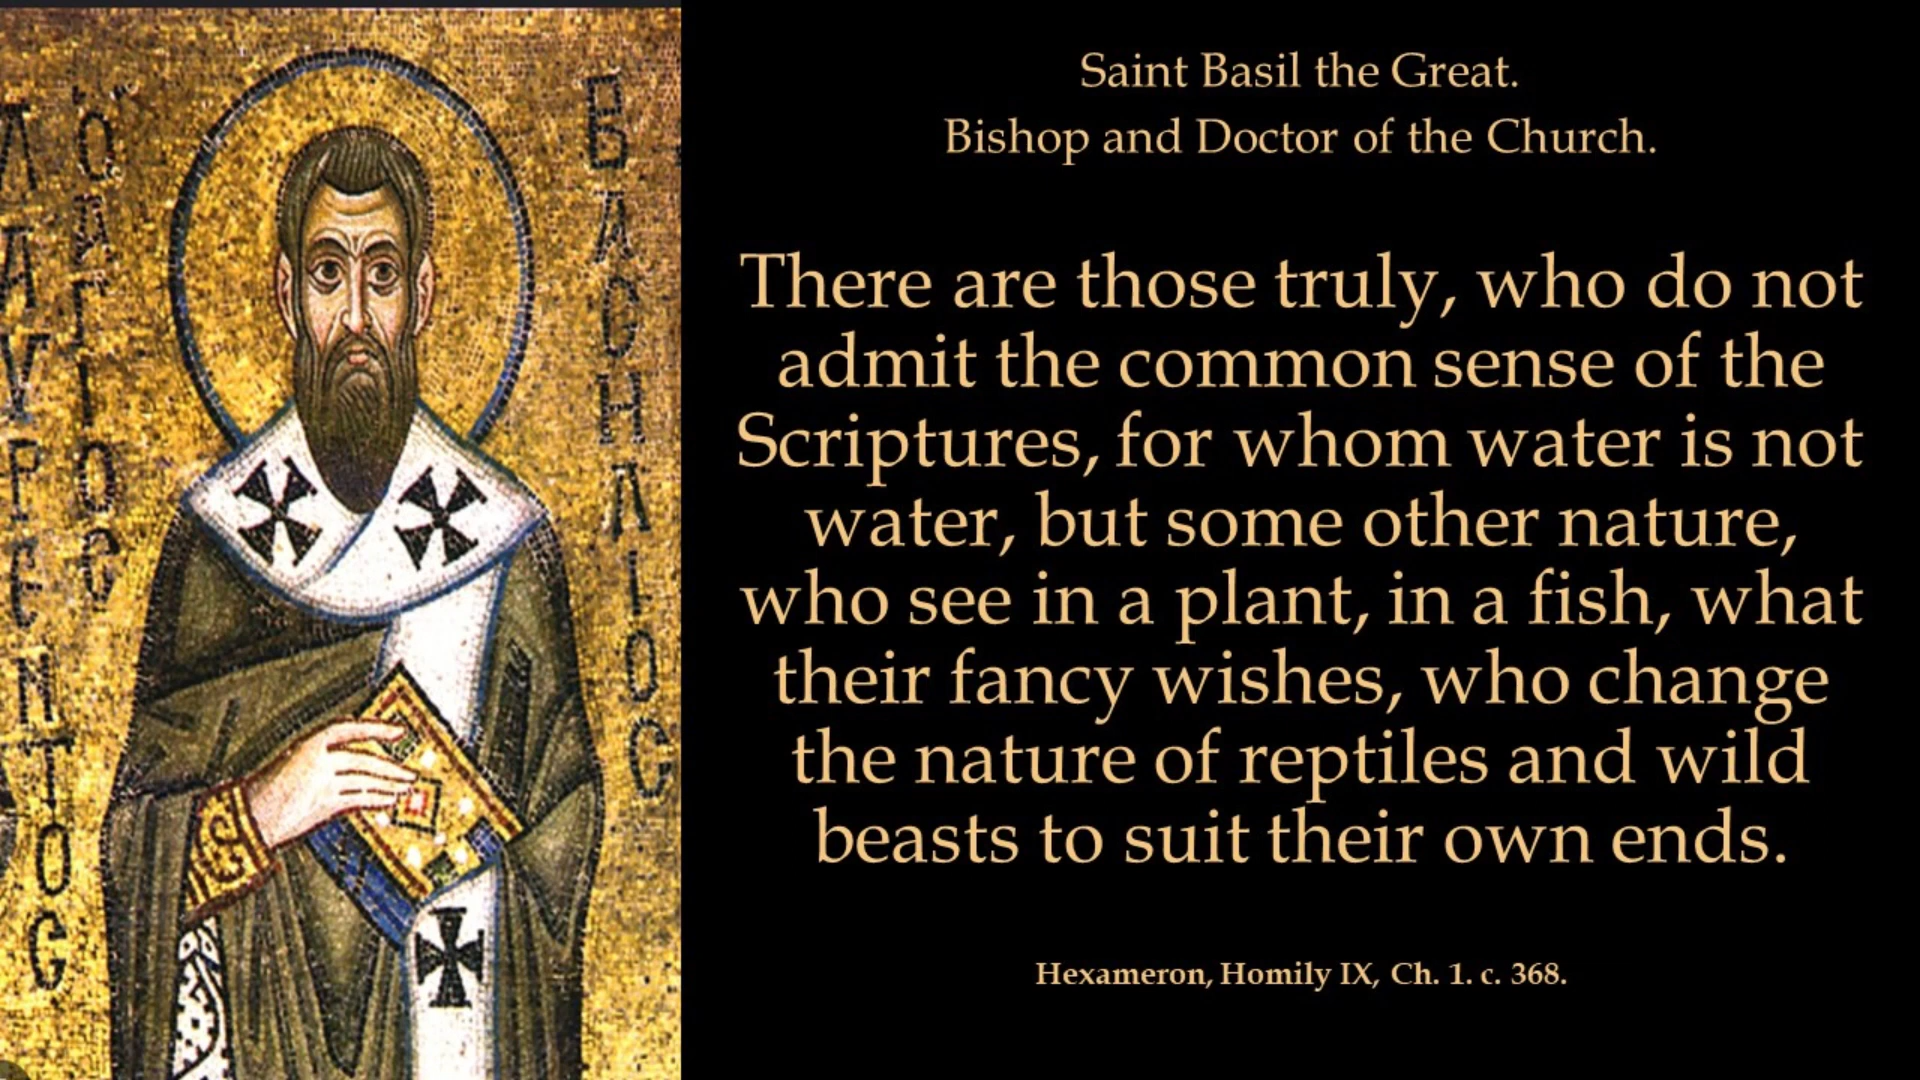 ΛΑVΡЄΝΤΟC
Ο ΑΓΙΟC
ΒΑCΗΛΙΟC
Saint Basil the Great.
Bishop and Doctor of the Church.
There are those truly, who do not
admit the common sense of the
Scriptures, for whom water is not
water, but some other nature,
who see in a plant, in a fish, what
their fancy wishes, who change
the nature of reptiles and wild
beasts to suit their own ends.
Hexameron, Homily IX, Ch. 1. c. 368.